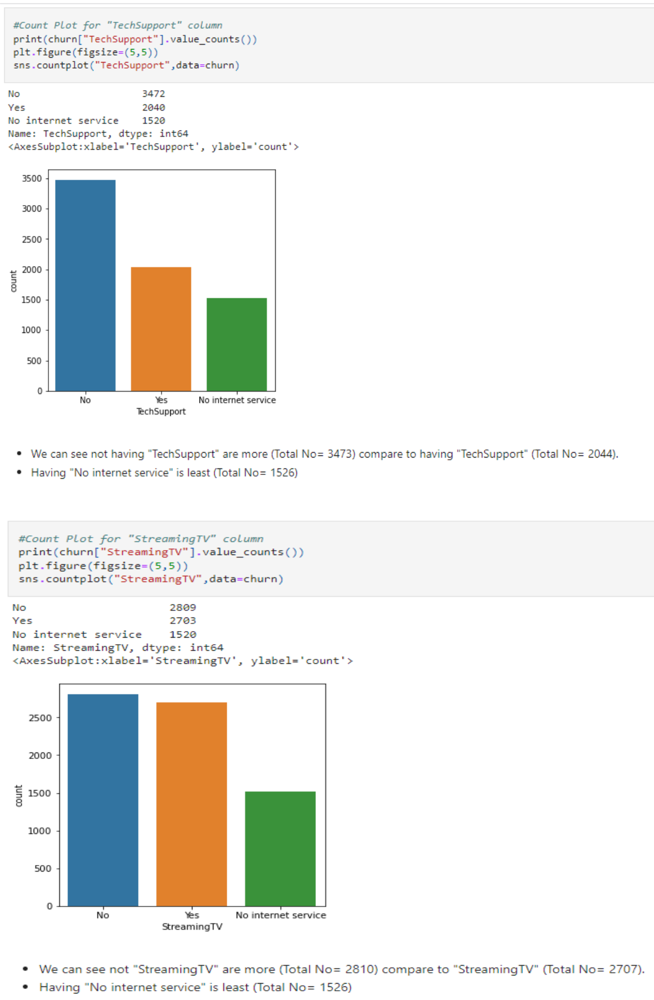 #Count Plot for "TechSupport" column
print(churn["TechSupport"].value_counts())
plt.figure(figsize=(5,5))
sns.countplot("TechSupport",data=churn)
No 3472
Yes 2040
No internet service 1520
Name: TechSupport, dtype: int64
<AxesSubplot:xlabel='TechSupport', ylabel='count'>
3500
3000
2500
2000
1500
1000
500
0
count
No Yes No internet service
TechSupport
• We can see not having "TechSupport" are more (Total No= 3473) compare to having "TechSupport" (Total No= 2044).
• Having "No internet service" is least (Total No= 1526)
#Count Plot for "StreamingTV" column
print(churn["StreamingTV"].value_counts())
plt.figure(figsize=(5,5))
sns.countplot("StreamingTV",data=churn)
No 2809
Yes 2703
No internet service 1520
Name: StreamingTV, dtype: int64
<AxesSubplot:xlabel='StreamingTV', ylabel='count'>
2500
2000
1500
1000
500
0
count
No Yes No internet service
StreamingTV
• We can see not "StreamingTV" are more (Total No= 2810) compare to "StreamingTV" (Total No= 2707).
• Having "No internet service" is least (Total No= 1526)